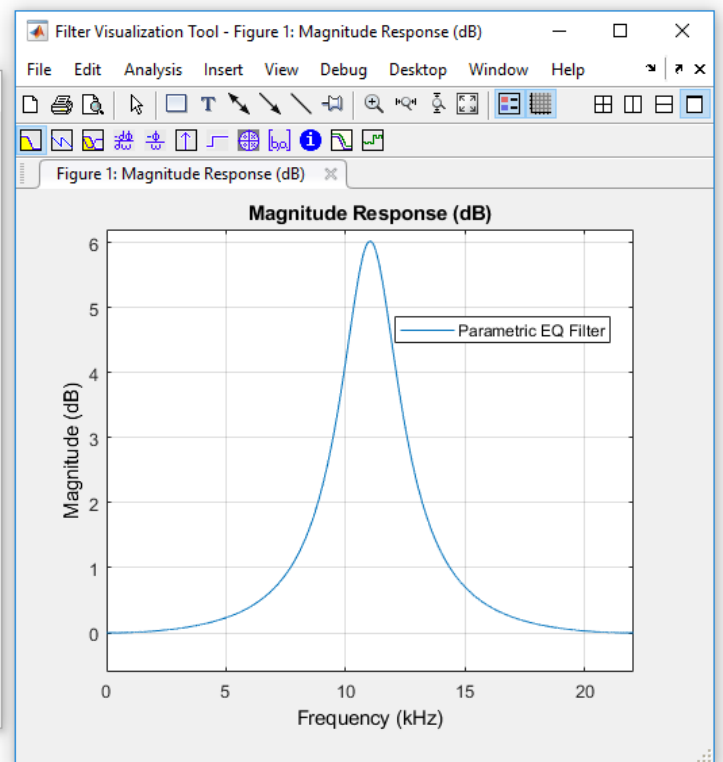 Filter Visualization Tool - Figure 1: Magnitude Response (dB)
File Edit Analysis Insert View Debug Desktop Window Help
Figure 1: Magnitude Response (dB)
Magnitude Response (dB)
6
5
4
3
2
1
0
Magnitude (dB)
Parametric EQ Filter
0 5 10 15 20
Frequency (kHz)